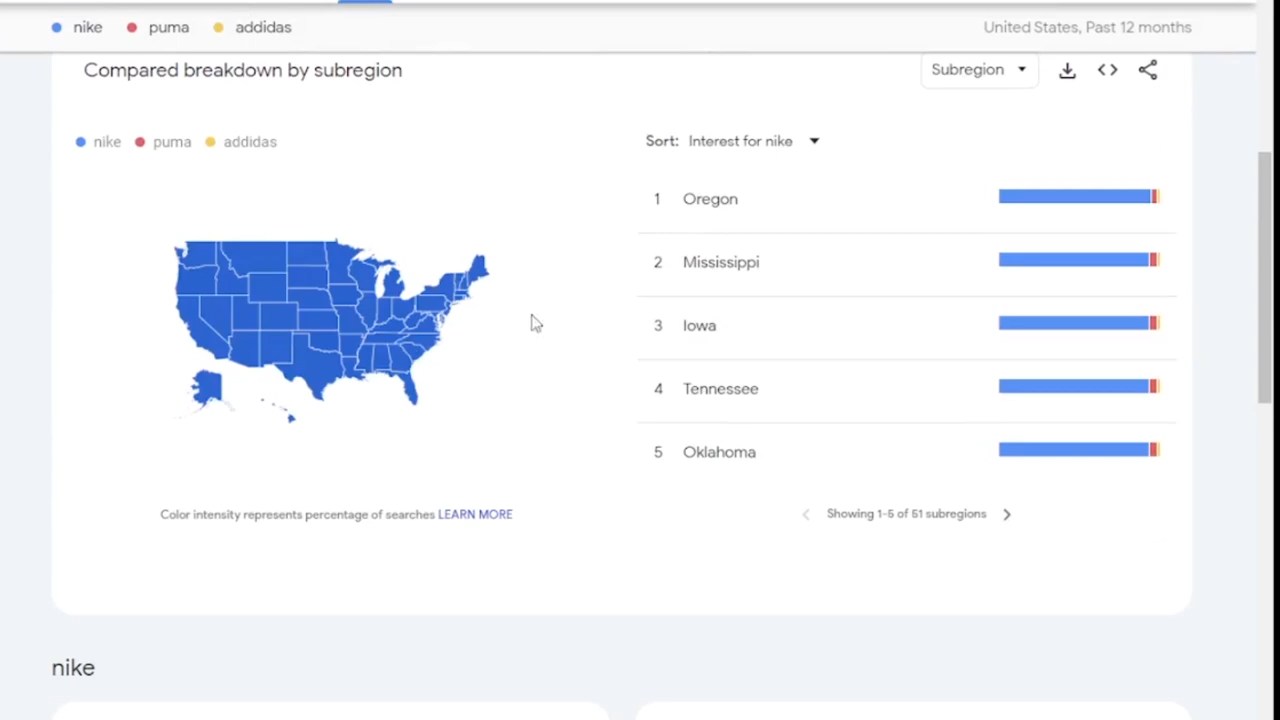 nike puma addidas United States, Past 12 months
Compared breakdown by subregion Subregion
nike puma addidas Sort: Interest for nike
1 Oregon
2 Mississippi
3 Iowa
4 Tennessee
5 Oklahoma
Color intensity represents percentage of searches LEARN MORE
Showing 1-5 of 51 subregions
nike